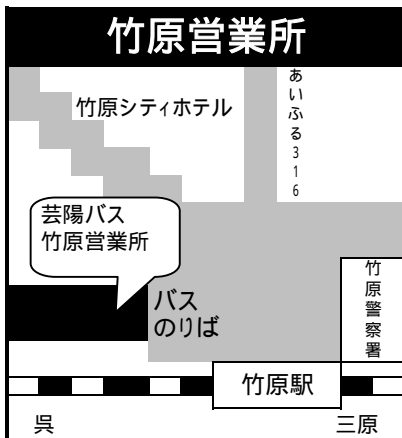 竹原営業所
竹原シティホテル
あいふる316
芸陽バス
竹原営業所
バス
のりば
竹原警察署
竹原駅
呉
三原